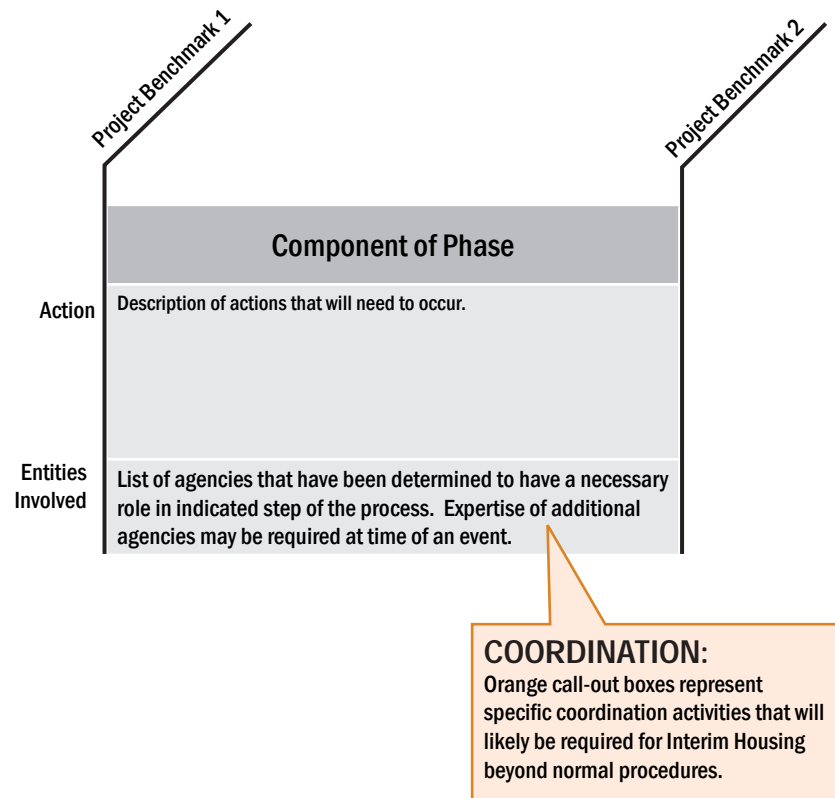 Project Benchmark 1
Project Benchmark 2
Component of Phase
Action
Description of actions that will need to occur.
Entities
Involved
List of agencies that have been determined to have a necessary
role in indicated step of the process. Expertise of additional
agencies may be required at time of an event.
COORDINATION:
Orange call-out boxes represent
specific coordination activities that will
likely be required for Interim Housing
beyond normal procedures.